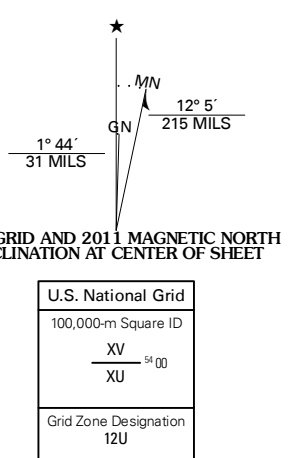 ★
MN
GN
12° 5´
215 MILS
1° 44´
31 MILS
GRID AND 2011 MAGNETIC NORTH
CLINATION AT CENTER OF SHEET
U.S. National Grid
100,000-m Square ID
XV
54 00
XU
Grid Zone Designation
12U